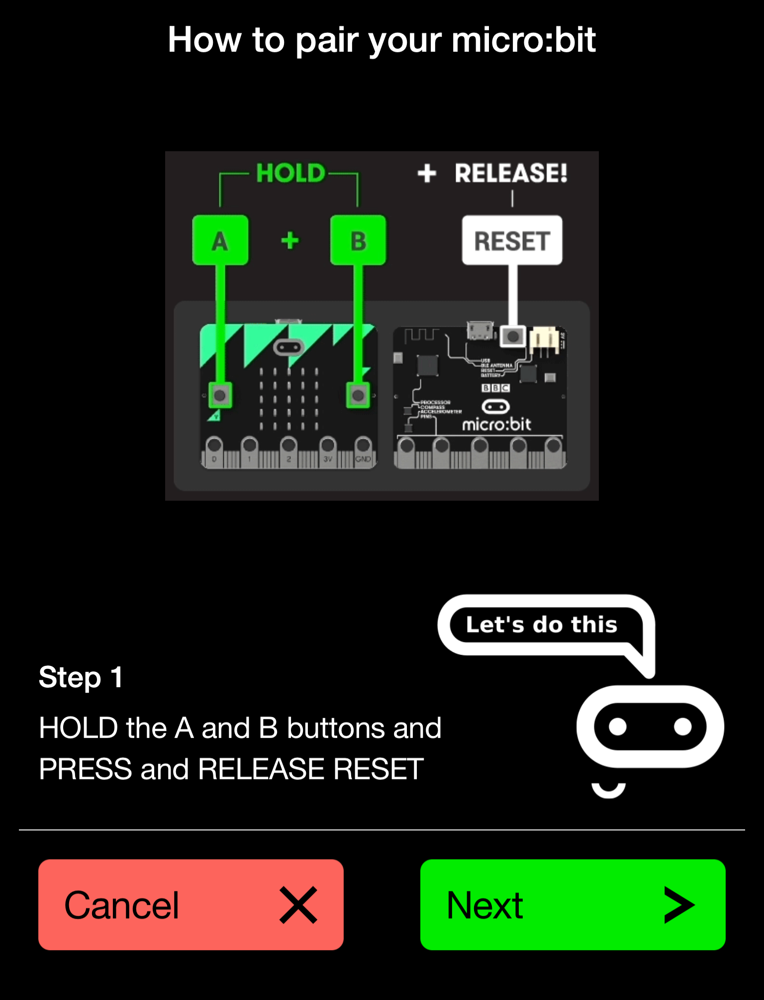 How to pair your micro:bit
HOLD
+ RELEASE!
A + B
RESET
USB
BLE ANTENNA
RESET
BATTERY
BBC
PROCESSOR
COMPASS
ACCELEROMETER
PINS
micro:bit
0 1 2 3V GND
Let's do this
Step 1
HOLD the A and B buttons and
PRESS and RELEASE RESET
Cancel
Next >